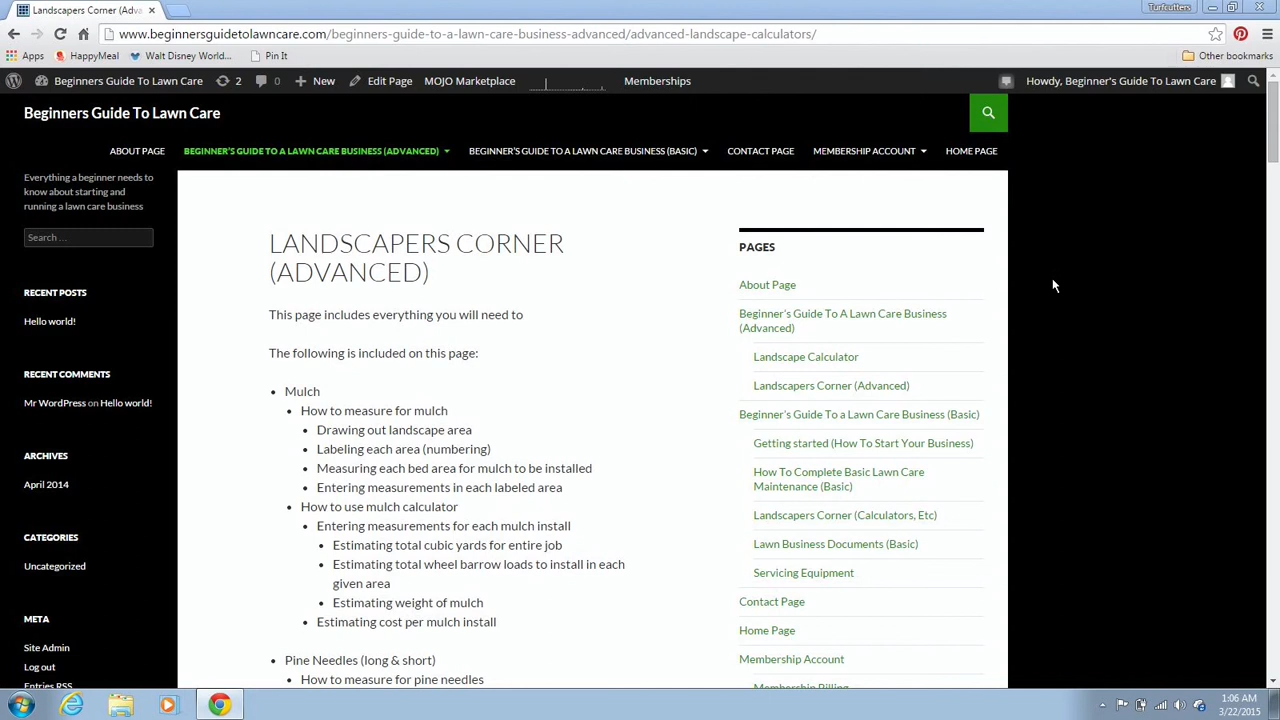 Landscapers Corner (Adva
Turfcutters
www.beginnersguidetolawncare.com/beginners-guide-to-a-lawn-care-business-advanced/advanced-landscape-calculators/
Apps HappyMeal Walt Disney World... Pin It Other bookmarks
Beginners Guide To Lawn Care 2 0 New Edit Page MOJO Marketplace Memberships Howdy, Beginner's Guide To Lawn Care
Beginners Guide To Lawn Care
ABOUT PAGE BEGINNER'S GUIDE TO A LAWN CARE BUSINESS (ADVANCED) BEGINNER'S GUIDE TO A LAWN CARE BUSINESS (BASIC) CONTACT PAGE MEMBERSHIP ACCOUNT HOME PAGE
Everything a beginner needs to
know about starting and
running a lawn care business
Search ...
RECENT POSTS
Hello world!
RECENT COMMENTS
Mr WordPress on Hello world!
ARCHIVES
April 2014
CATEGORIES
Uncategorized
META
Site Admin
Log out
Entries RSS
LANDSCAPERS CORNER
(ADVANCED)
This page includes everything you will need to
The following is included on this page:
• Mulch
• How to measure for mulch
• Drawing out landscape area
• Labeling each area (numbering)
• Measuring each bed area for mulch to be installed
• Entering measurements in each labeled area
• How to use mulch calculator
• Entering measurements for each mulch install
• Estimating total cubic yards for entire job
• Estimating total wheel barrow loads to install in each
given area
• Estimating weight of mulch
• Estimating cost per mulch install
• Pine Needles (long & short)
• How to measure for pine needles
PAGES
About Page
Beginner's Guide To A Lawn Care Business
(Advanced)
Landscape Calculator
Landscapers Corner (Advanced)
Beginner's Guide To a Lawn Care Business (Basic)
Getting started (How To Start Your Business)
How To Complete Basic Lawn Care
Maintenance (Basic)
Landscapers Corner (Calculators, Etc)
Lawn Business Documents (Basic)
Servicing Equipment
Contact Page
Home Page
Membership Account
Membership Billing
1:06 AM
3/22/2015